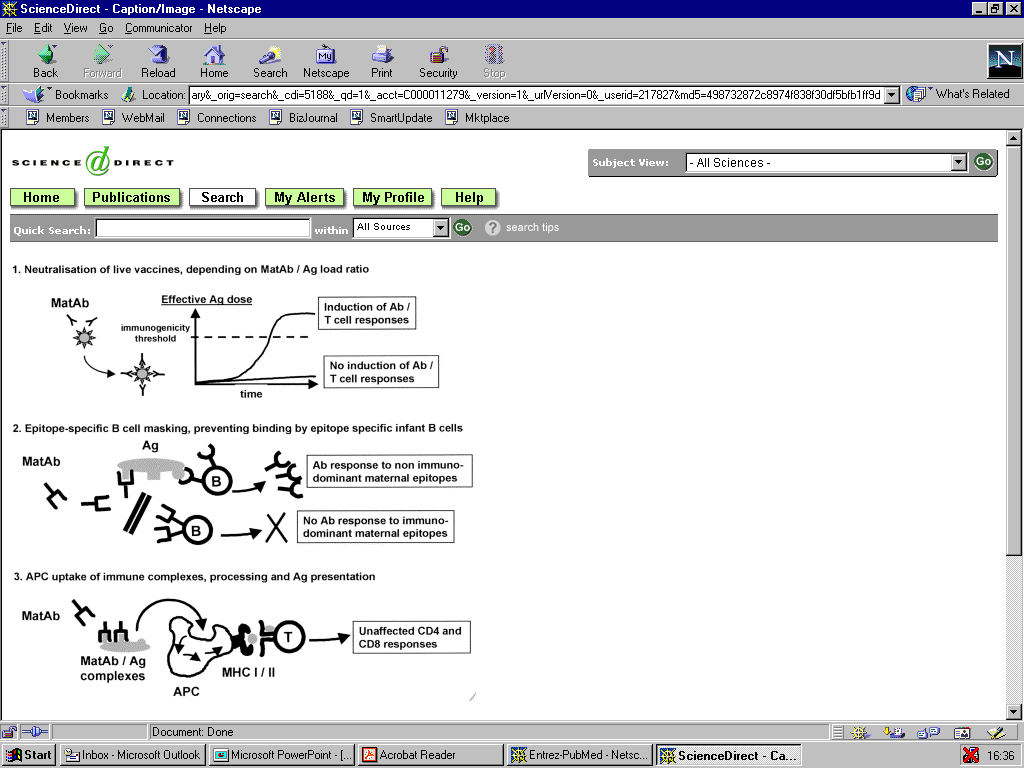 ScienceDirect - Caption/Image - Netscape
File Edit View Go Communicator Help
Back Forward Reload Home Search Netscape Print Security Stop
My
N
Bookmarks Location: ary&_orig=search&_cdi=5188&_qd=1&_acct=C000011279&_version=1&_urlVersion=0&_userid=217827&md5=498732872c8974f838f30df5bfb1ff9d What's Related
Members WebMail Connections BizJournal SmartUpdate Mktplace
SCIENCE d DIRECT
Subject View: - All Sciences - Go
Home Publications Search My Alerts My Profile Help
Quick Search: within All Sources Go ? search tips
1. Neutralisation of live vaccines, depending on MatAb / Ag load ratio
MatAb
Effective Ag dose
immunogenicity
threshold
Induction of Ab /
T cell responses
No induction of Ab /
T cell responses
time
2. Epitope-specific B cell masking, preventing binding by epitope specific infant B cells
Ag
MatAb
B
Ab response to non immuno-
dominant maternal epitopes
B
No Ab response to immuno-
dominant maternal epitopes
3. APC uptake of immune complexes, processing and Ag presentation
MatAb
T
Unaffected CD4 and
CD8 responses
MatAb / Ag
complexes
MHC I / II
APC
Document: Done
Start Inbox - Microsoft Outlook Microsoft PowerPoint - [... Acrobat Reader Entrez-PubMed - Netsc... ScienceDirect - Ca... 16:36